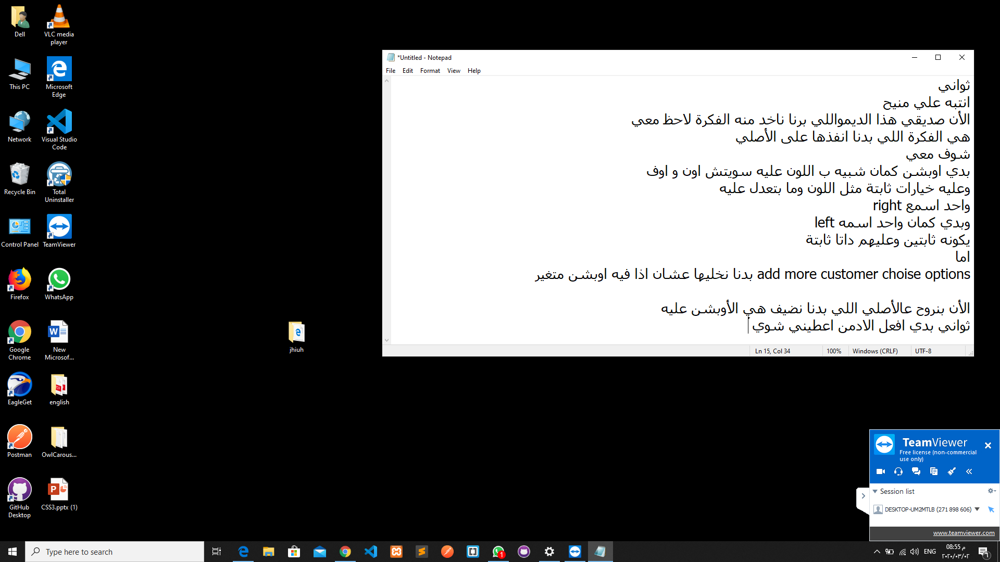 Dell
VLC media
player
This PC
Microsoft
Edge
Network
Visual Studio
Code
Recycle Bin
Total
Uninstaller
Control Panel
TeamViewer
Firefox
WhatsApp
Google
Chrome
New
Microsof...
EagleGet
english
Postman
OwlCarous...
GitHub
Desktop
CSS3.pptx (1)
jhiuh
*Untitled - Notepad
File Edit Format View Help
ثواني
انتبه علي منيح
الأن صديقي هذا الديمواللي برنا ناخد منه الفكرة لاحظ معي
هي الفكرة اللي بدنا انفذها على الأصلي
شوف معي
بدي اوبشن كمان شبيه ب اللون عليه سويتش اون و اوف
وعليه خيارات ثابتة مثل اللون وما بتعدل عليه
واحد اسمع right
وبدي كمان واحد اسمه left
يكونه ثابتين وعليهم داتا ثابتة
اما
add more customer choise options بدنا نخليها عشان اذا فيه اوبشن متغير
الأن بنروح عالأصلي اللي بدنا نضيف هي الأوبشن عليه
ثواني بدي افعل الادمن اعطيني شوي
Ln 15, Col 34 100% Windows (CRLF) UTF-8
TeamViewer
Free license (non-commercial
use only)
Session list
DESKTOP-UM2MTLB (271 898 606)
www.teamviewer.com
Type here to search
1
ENG
08:55 م
٢٠٢٠/٠٣/٠٢
1